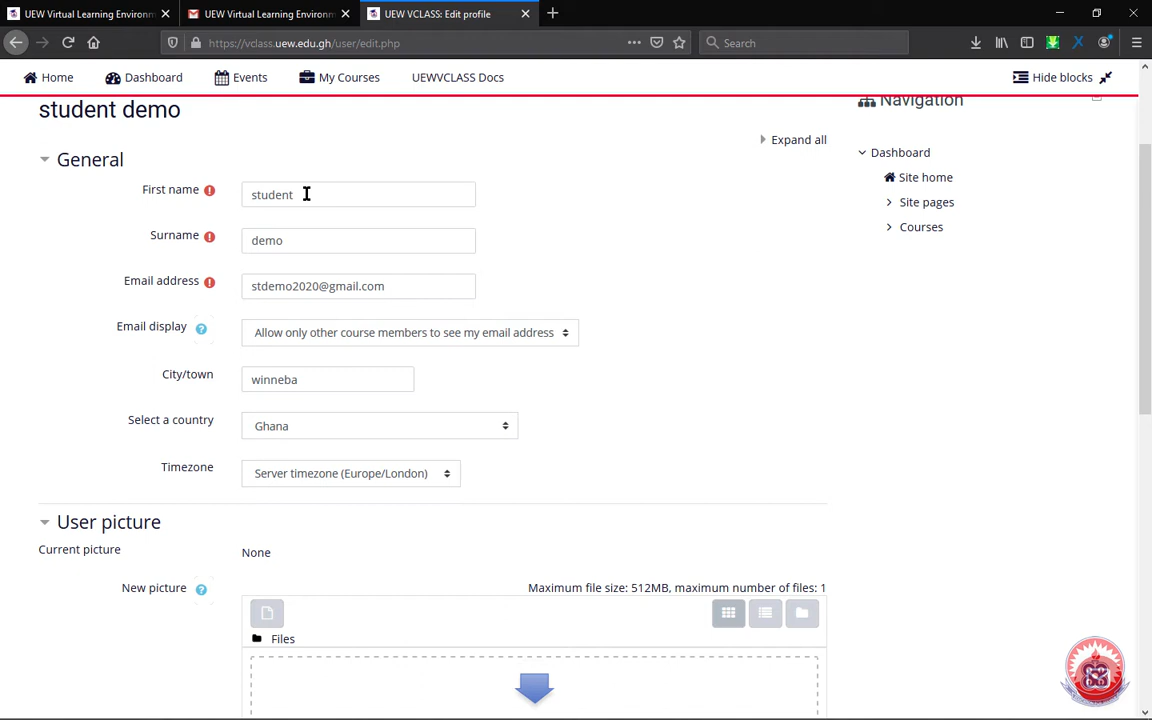 UEW Virtual Learning Environm
UEW Virtual Learning Environm
UEW VCLASS: Edit profile
https://vclass.uew.edu.gh/user/edit.php
Search
Home
Dashboard
Events
My Courses
UEWVCLASS Docs
Hide blocks
student demo
Navigation
Expand all
Dashboard
Site home
Site pages
Courses
General
First name
student
Surname
demo
Email address
stdemo2020@gmail.com
Email display
Allow only other course members to see my email address
City/town
winneba
Select a country
Ghana
Timezone
Server timezone (Europe/London)
User picture
Current picture
None
New picture
Maximum file size: 512MB, maximum number of files: 1
Files